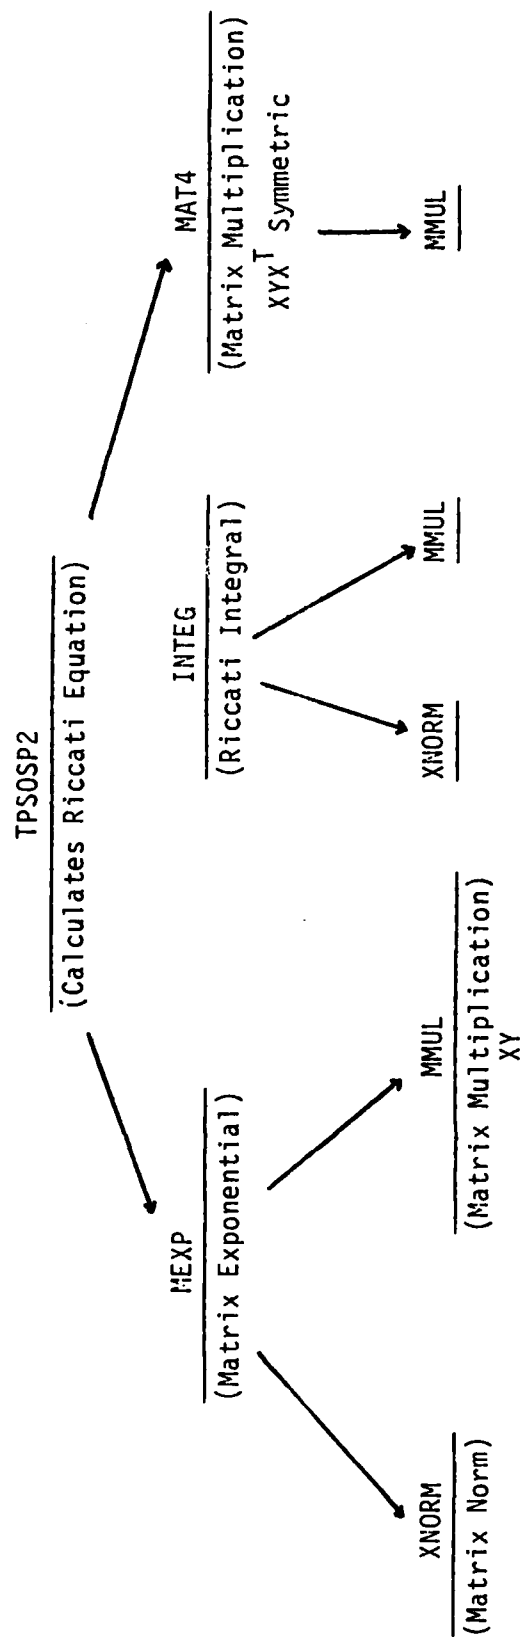 TPSOSP2
(Calculates Riccati Equation)
MEXP
(Matrix Exponential)
INTEG
(Riccati Integral)
MAT4
(Matrix Multiplication)
XYXᵀ Symmetric
XNORM
(Matrix Norm)
MMUL
(Matrix Multiplication)
XY
XNORM
MMUL
MMUL